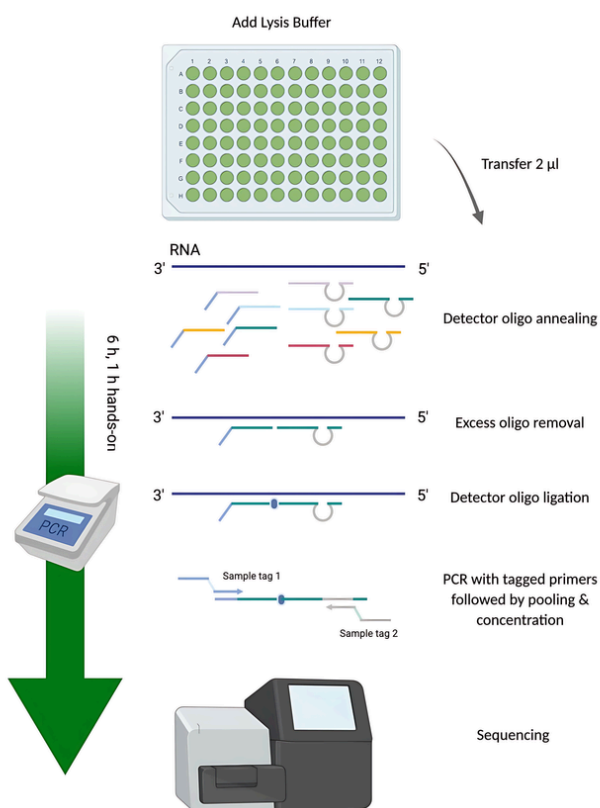 Add Lysis Buffer
1 2 3 4 5 6 7 8 9 10 11 12
A
B
C
D
E
F
G
H
Transfer 2 µl
RNA
3' 5'
Detector oligo annealing
6 h, 1 h hands-on
3' 5'
Excess oligo removal
3' 5'
Detector oligo ligation
PCR
Sample tag 1
Sample tag 2
PCR with tagged primers
followed by pooling &
concentration
Sequencing